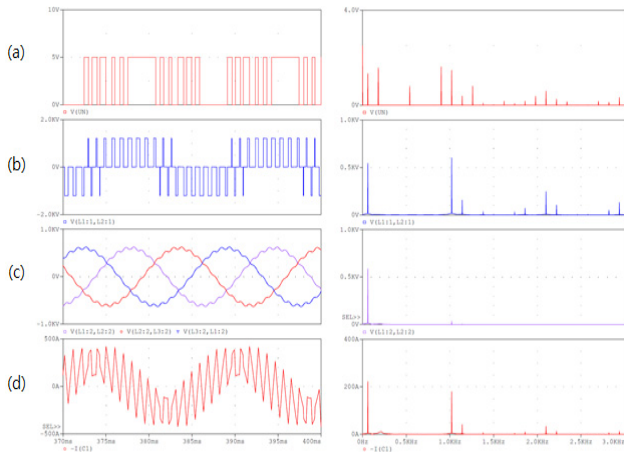 (a)
10V
5V
0V
V(UN)
4.0V
2.0V
0V
V(UN)
(b)
2.0KV
0V
-2.0KV
V(L1:1,L2:1)
1.0KV
0.5KV
0V
V(L1:1,L2:1)
(c)
1.0KV
0V
-1.0KV
V(L1:2,L2:2) V(L2:2,L3:2) V(L3:2,L1:2)
1.0KV
0.5KV
SEL>>
0V
V(L1:2,L2:2)
(d)
500A
0A
SEL>>
-500A
370ms 375ms 380ms 385ms 390ms 395ms 400ms
-I(C1)
400A
200A
0A
0Hz 0.5KHz 1.0KHz 1.5KHz 2.0KHz 2.5KHz
-I(C1)